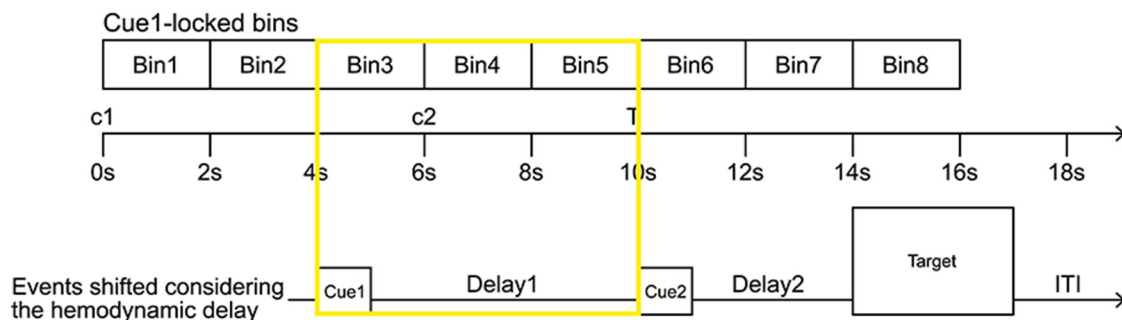 Cue1-locked bins
Bin1 Bin2 Bin3 Bin4 Bin5 Bin6 Bin7 Bin8
c1 c2 T
0s 2s 4s 6s 8s 10s 12s 14s 16s 18s
Events shifted considering
the hemodynamic delay
Cue1 Delay1 Cue2 Delay2 Target ITI